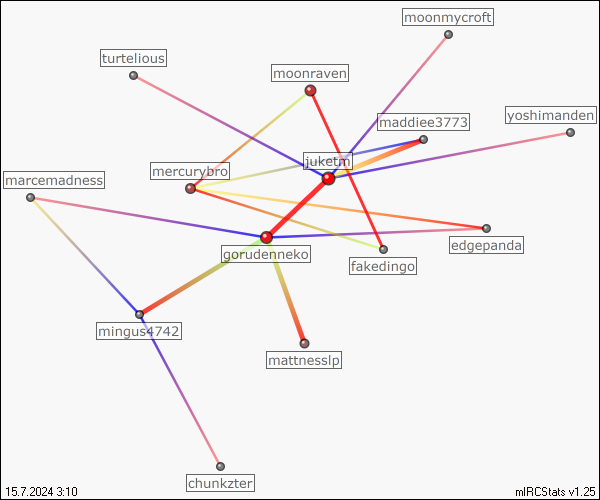 moonmycroft
turtelious
moonraven
yoshimanden
maddiee3773
juketm
mercurybro
marcemadness
edgepanda
gorudenneko
fakedingo
mingus4742
mattnesslp
chunkzter
15.7.2024 3:10
mIRCStats v1.25